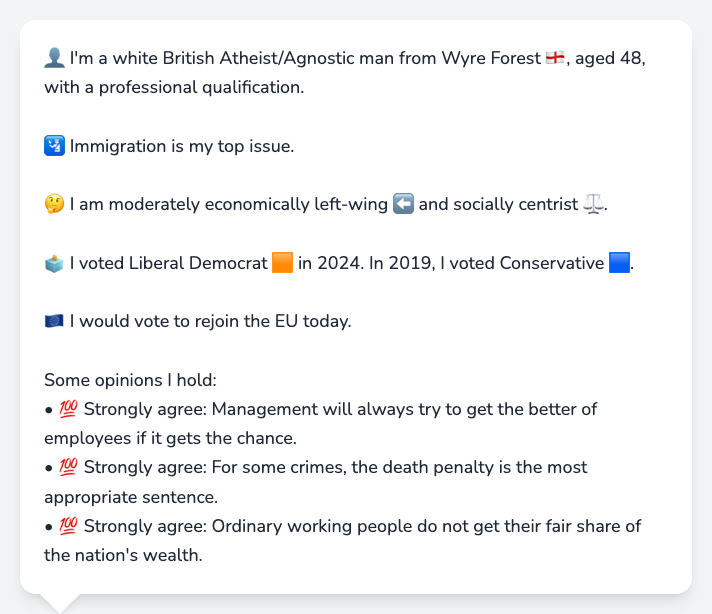 👤 I'm a white British Atheist/Agnostic man from Wyre Forest 🏴󠁧󠁢󠁥󠁮󠁧󠁿, aged 48,
with a professional qualification.
🛂 Immigration is my top issue.
🤔 I am moderately economically left-wing ⬅️ and socially centrist ⚖️.
🗳️ I voted Liberal Democrat 🟧 in 2024. In 2019, I voted Conservative 🟦.
🇪🇺 I would vote to rejoin the EU today.
Some opinions I hold:
• 💯 Strongly agree: Management will always try to get the better of
employees if it gets the chance.
• 💯 Strongly agree: For some crimes, the death penalty is the most
appropriate sentence.
• 💯 Strongly agree: Ordinary working people do not get their fair share of
the nation's wealth.